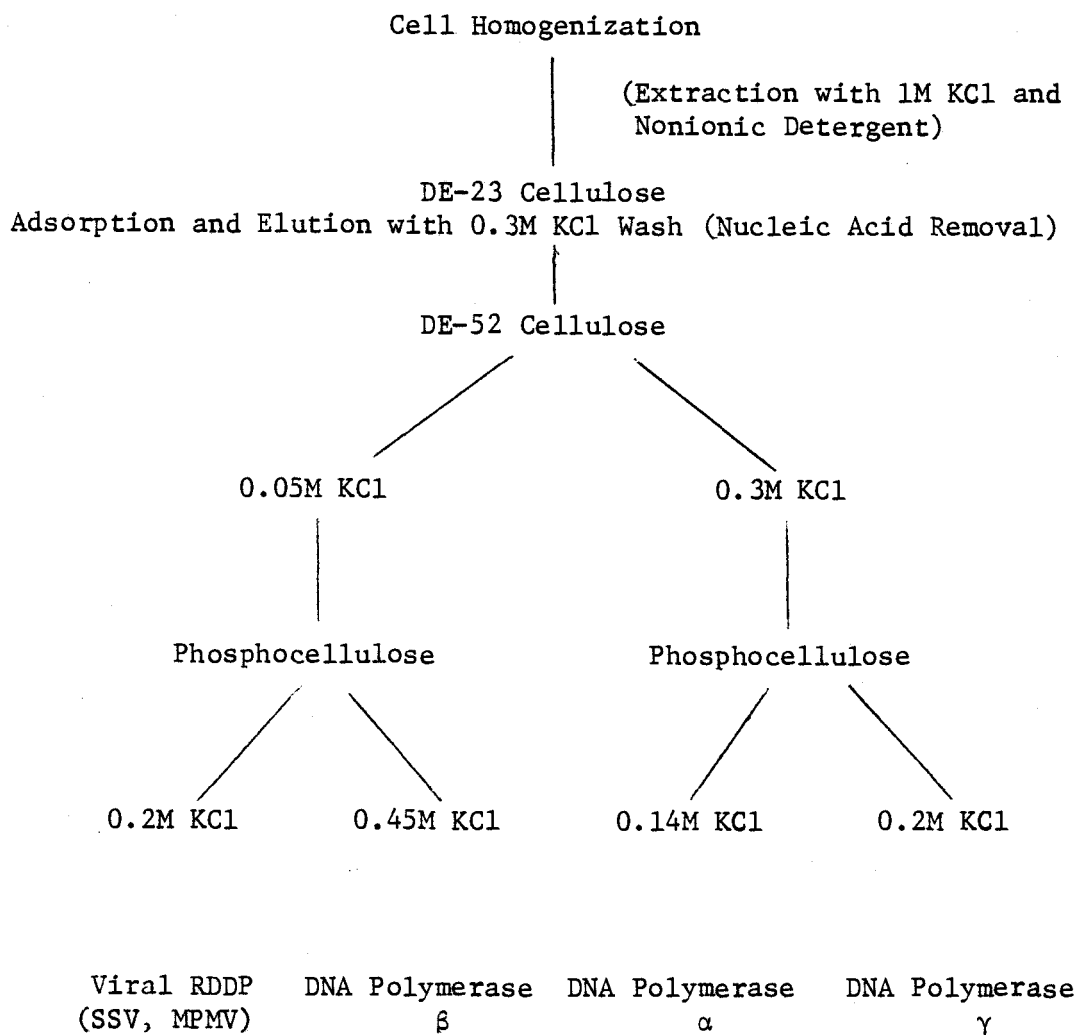 Cell Homogenization
(Extraction with 1M KCl and
Nonionic Detergent)
DE-23 Cellulose
Adsorption and Elution with 0.3M KCl Wash (Nucleic Acid Removal)
DE-52 Cellulose
0.05M KCl 0.3M KCl
Phosphocellulose Phosphocellulose
0.2M KCl 0.45M KCl 0.14M KCl 0.2M KCl
Viral RDDP DNA Polymerase DNA Polymerase DNA Polymerase
(SSV, MPMV) β α γ